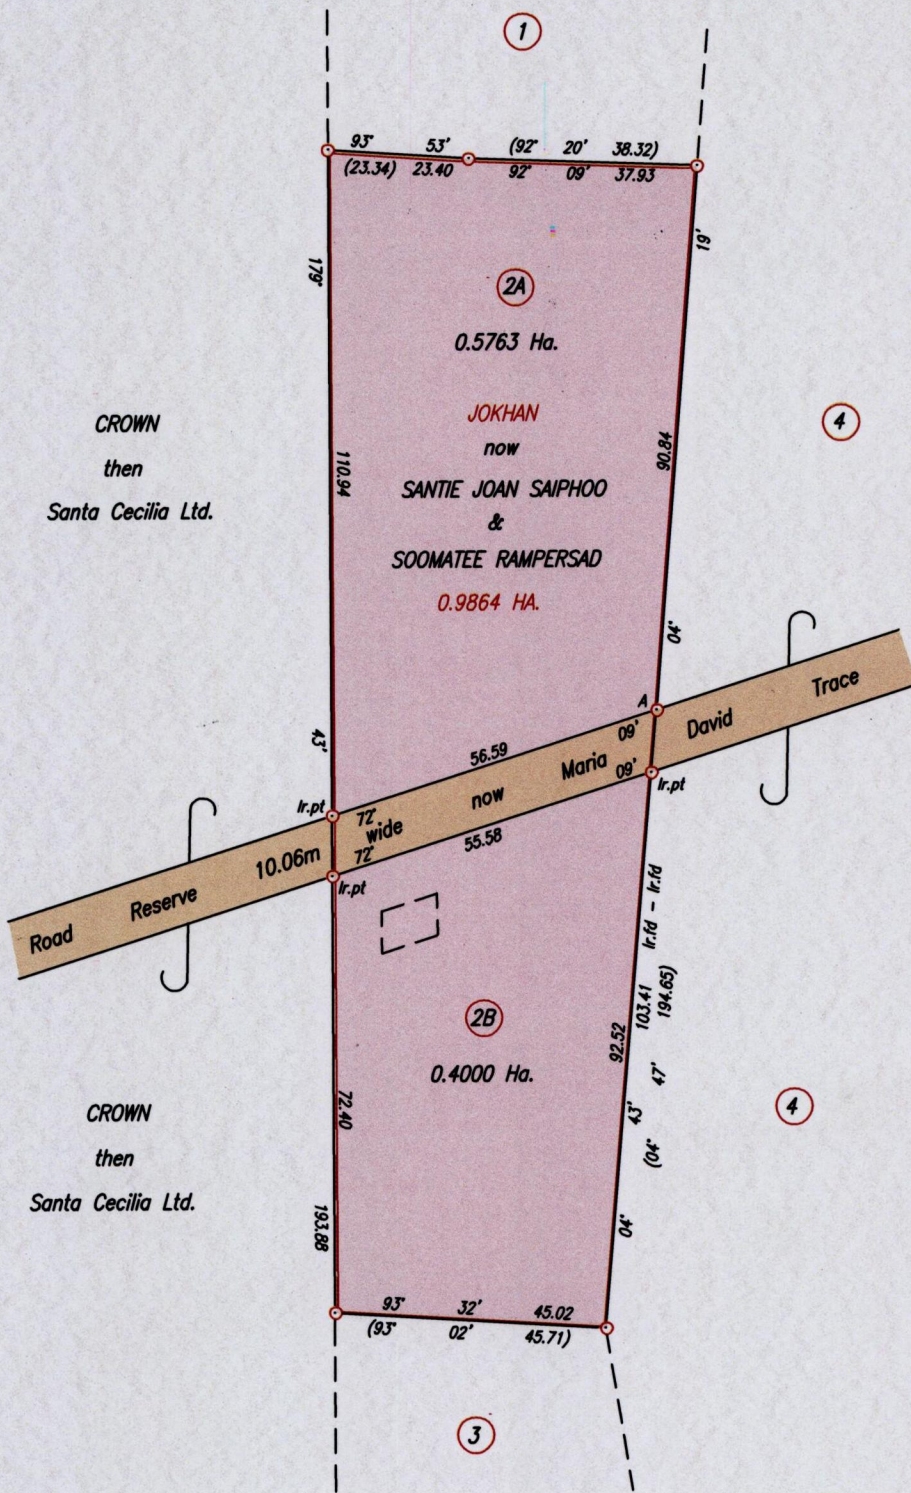 1
93° 53' (92° 20' 38.32)
(23.34) 23.40 92° 09' 37.93
179°
19'
2A
0.5763 Ha.
JOKHAN
now
SANTIE JOAN SAIPHOO
&
SOOMATEE RAMPERSAD
0.9864 HA.
CROWN
then
Santa Cecilia Ltd.
4
110.94
90.84
04°
43'
A
56.59
09'
09'
Ir.pt
Ir.pt
72°
72°
Ir.pt
Road Reserve 10.06m wide now Maria David Trace
55.58
Ir.fd - Ir.fd
103.41
194.65)
2B
0.4000 Ha.
92.52
47'
43'
(04°
04°
4
CROWN
then
Santa Cecilia Ltd.
72.40
193.88
93° 32' 45.02
(93° 02' 45.71)
3